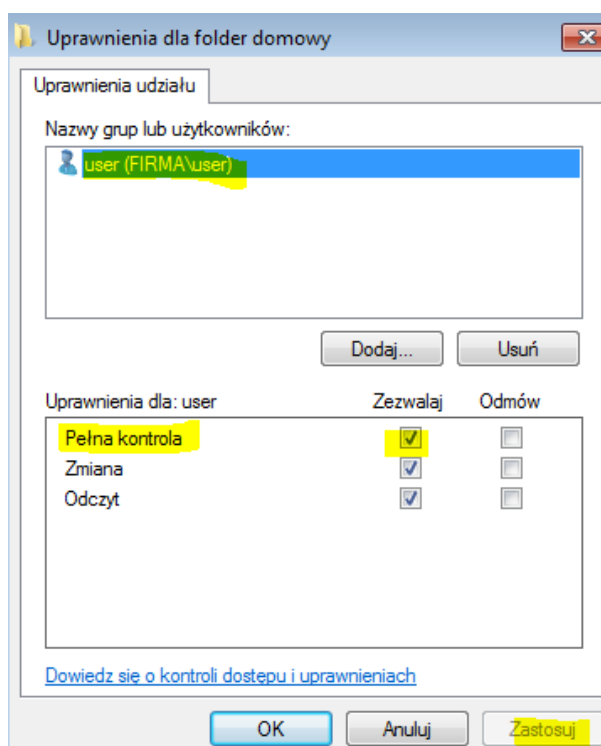 Uprawnienia dla folder domowy
Uprawnienia udziału
Nazwy grup lub użytkowników:
user (FIRMA\user)
Dodaj... Usuń
Uprawnienia dla: user Zezwalaj Odmów
Pełna kontrola
Zmiana
Odczyt
Dowiedz się o kontroli dostępu i uprawnieniach
OK Anuluj Zastosuj